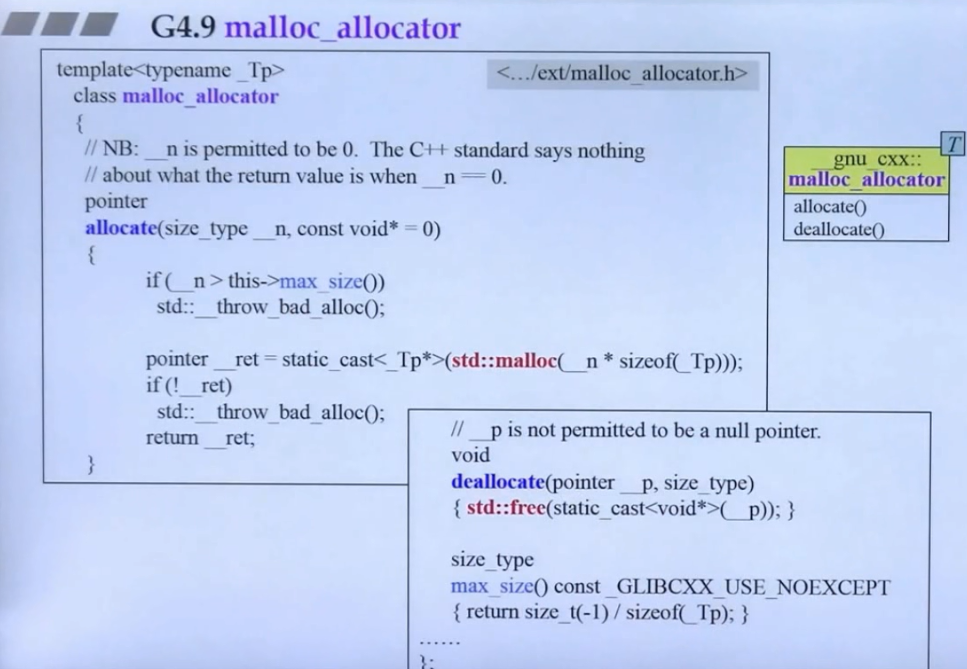 G4.9 malloc_allocator
template<typename _Tp>
<.../ext/malloc_allocator.h>
class malloc_allocator
{
// NB: __n is permitted to be 0. The C++ standard says nothing
// about what the return value is when __n == 0.
pointer
allocate(size_type __n, const void* = 0)
{
if (__n > this->max_size())
std::__throw_bad_alloc();
pointer __ret = static_cast<_Tp*>(std::malloc(__n * sizeof(_Tp)));
if (!__ret)
std::__throw_bad_alloc();
return __ret;
}
// __p is not permitted to be a null pointer.
void
deallocate(pointer __p, size_type)
{ std::free(static_cast<void*>(__p)); }
size_type
max_size() const _GLIBCXX_USE_NOEXCEPT
{ return size_t(-1) / sizeof(_Tp); }
......
};
T
__gnu_cxx::
malloc_allocator
allocate()
deallocate()